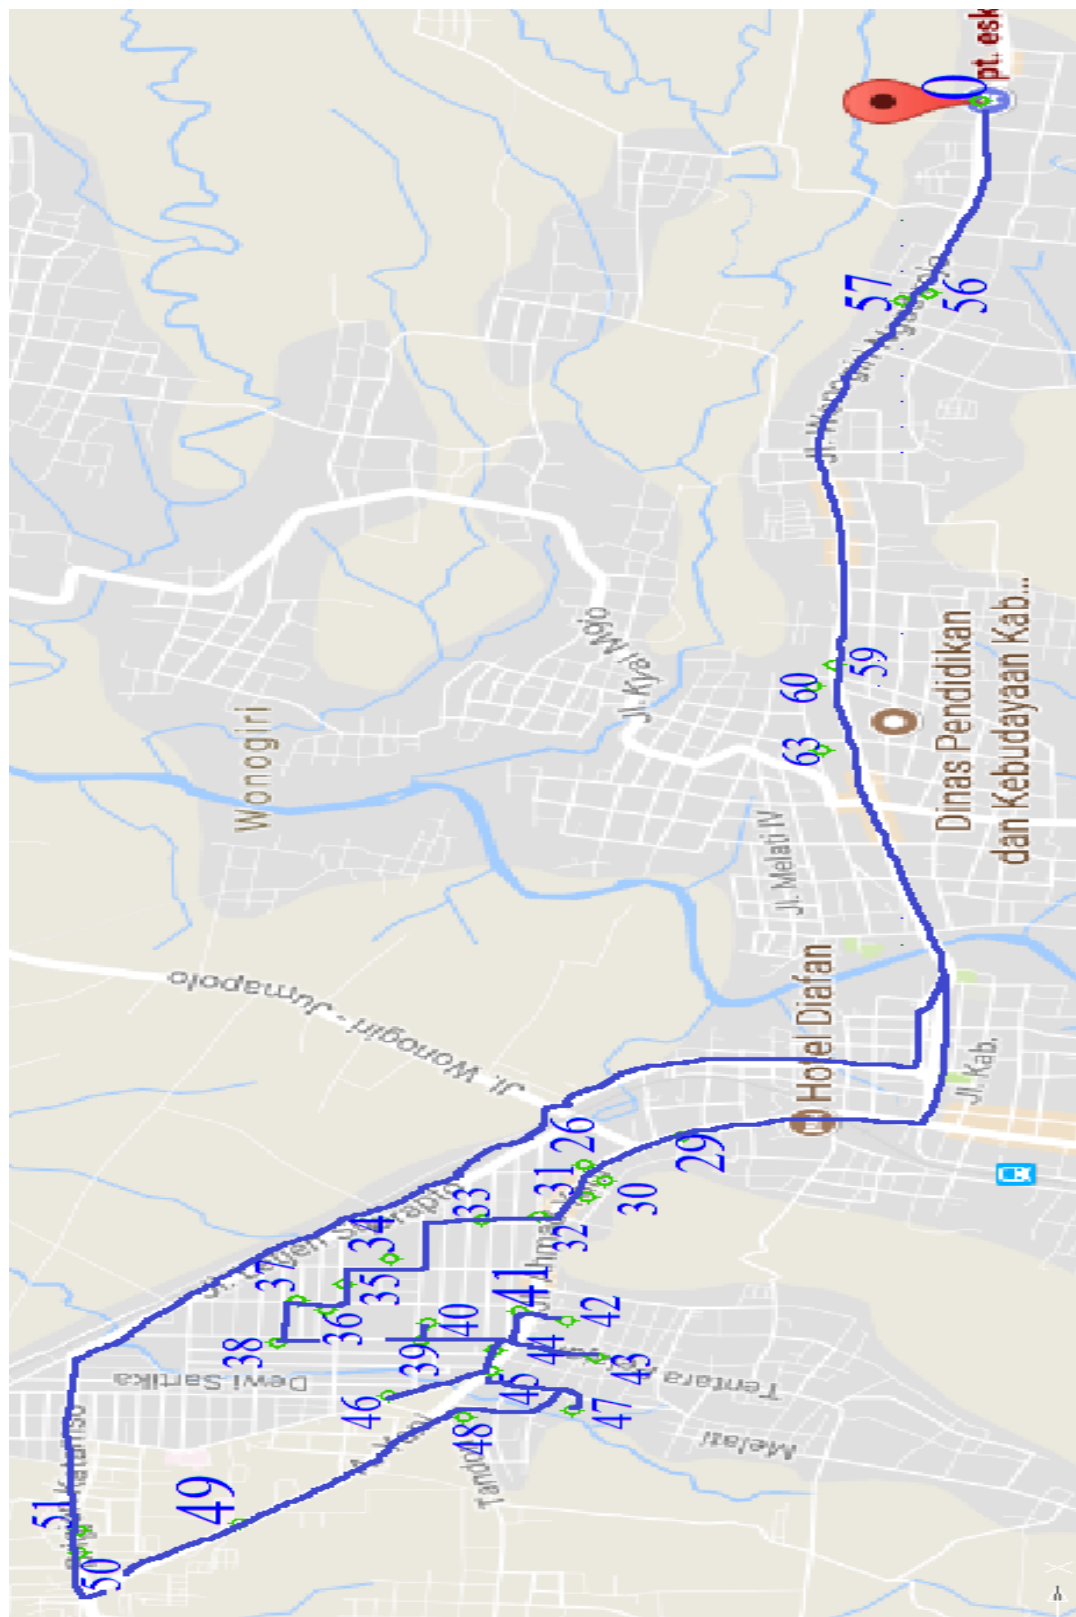 0
pt. esk
57
56
Jl. Wonogiri Ngadirojo
59
60
63
Jl. Kyai Mojo
Wonogiri
Dinas Pendidikan
dan Kebudayaan Kab...
Jl. Melati IV
Hotel Diafan
Jl. Kab.
Jl. Wonogiri - Jumapolo
26
29
31
30
32
33
34
35
37
36
38
39
40
41
42
44
43
45
46
47
48
49
51
50
Dewi Sartika
Tentara
Melati